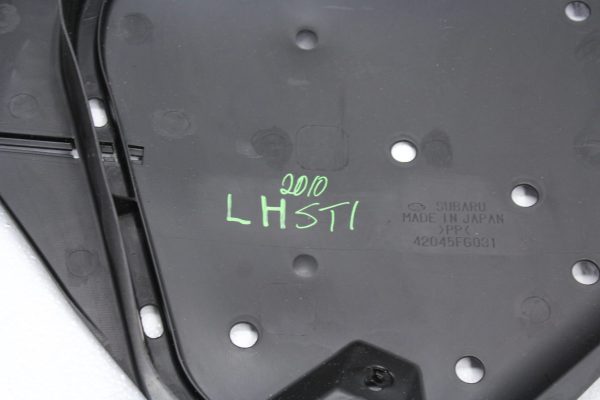 2010
LH STI
SUBARU
MADE IN JAPAN
>PP<
42045FG031